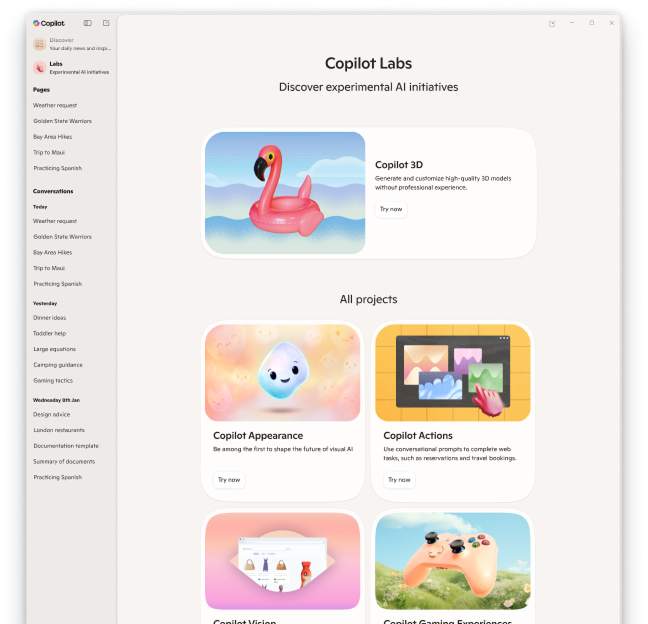 Copilot
Discover
Your daily news and inspi...
Labs
Experimental AI initiatives
Pages
Weather request
Golden State Warriors
Bay Area Hikes
Trip to Maui
Practicing Spanish
Conversations
Today
Weather request
Golden State Warriors
Bay Area Hikes
Trip to Maui
Practicing Spanish
Yesterday
Dinner ideas
Toddler help
Large equations
Camping guidance
Gaming tactics
Wednesday 8th Jan
Design advice
London restaurants
Documentation template
Summary of documents
Practicing Spanish
Copilot Labs
Discover experimental AI initiatives
Copilot 3D
Generate and customize high-quality 3D models
without professional experience.
Try now
All projects
Copilot Appearance
Be among the first to shape the future of visual AI
Try now
Copilot Actions
Use conversational prompts to complete web
tasks, such as reservations and travel bookings.
Try now
Copilot Vision
Copilot Gaming Experiences